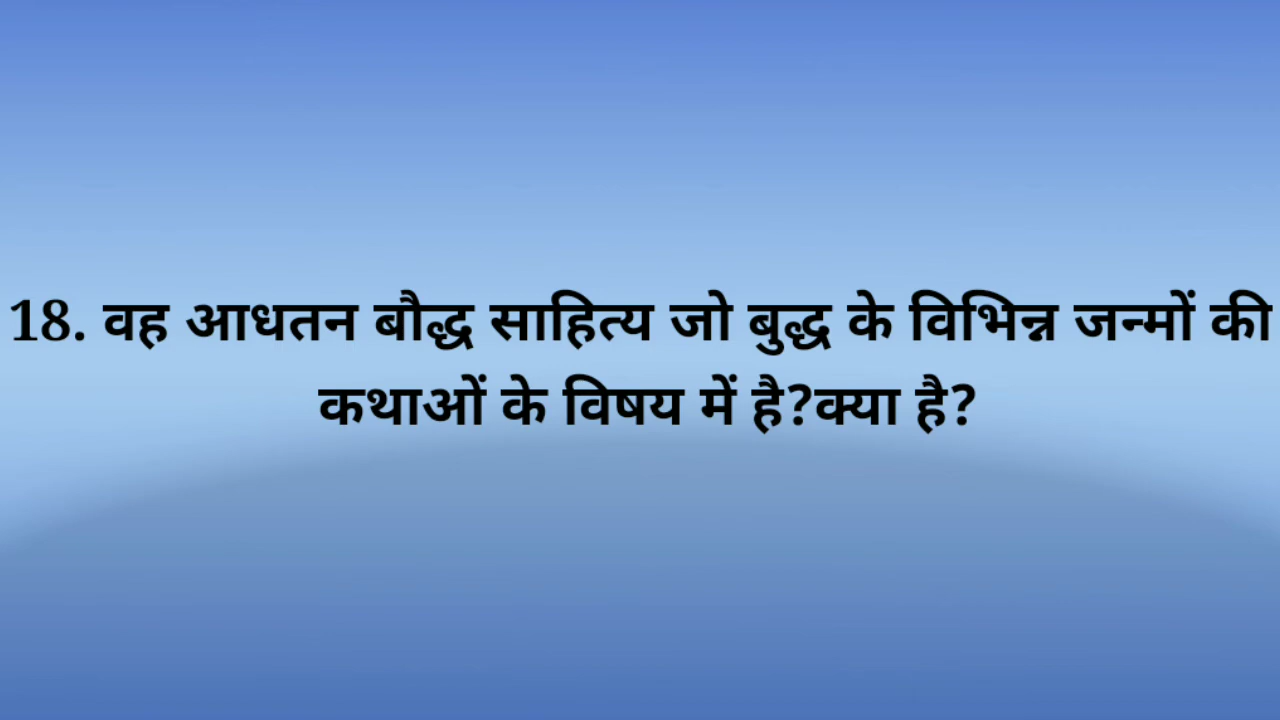 18. वह आधतन बौद्ध साहित्य जो बुद्ध के विभिन्न जन्मों की
कथाओं के विषय में है?क्या है?